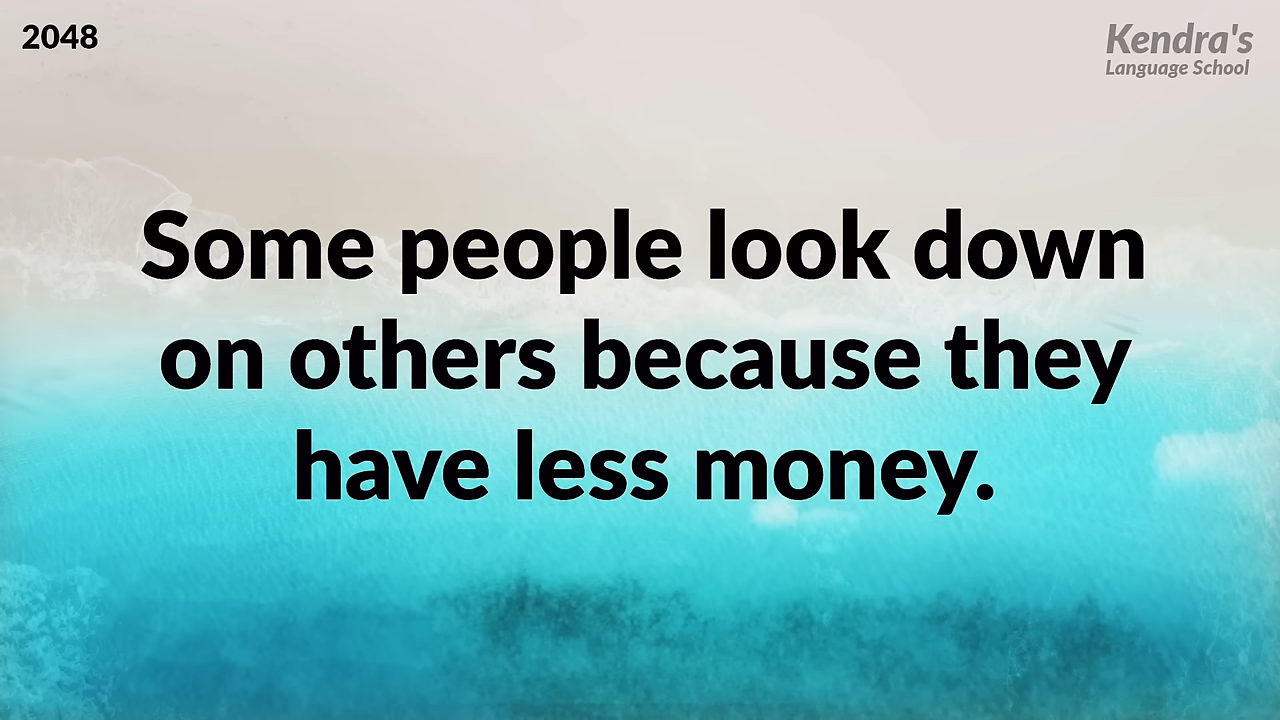 2048
Kendra's
Language School
Some people look down
on others because they
have less money.